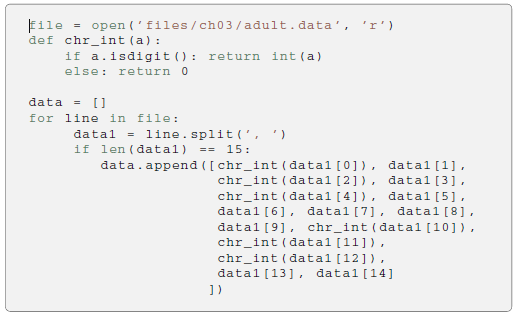 file = open('files/ch03/adult.data', 'r')
def chr_int(a):
    if a.isdigit(): return int(a)
    else: return 0

data = []
for line in file:
     data1 = line.split(', ')
     if len(data1) == 15:
        data.append([chr_int(data1[0]), data1[1],
                     chr_int(data1[2]), data1[3],
                     chr_int(data1[4]), data1[5],
                     data1[6], data1[7], data1[8],
                     data1[9], chr_int(data1[10]),
                     chr_int(data1[11]),
                     chr_int(data1[12]),
                     data1[13], data1[14]
                    ])